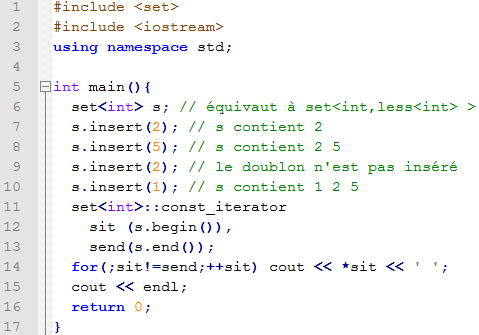 1 #include <set>
2 #include <iostream>
3 using namespace std;
4
5 int main(){
6 set<int> s; // équivaut à set<int,less<int> >
7 s.insert(2); // s contient 2
8 s.insert(5); // s contient 2 5
9 s.insert(2); // le doublon n'est pas inséré
10 s.insert(1); // s contient 1 2 5
11 set<int>::const_iterator
12 sit (s.begin()),
13 send(s.end());
14 for(;sit!=send;++sit) cout << *sit << ' ';
15 cout << endl;
16 return 0;
17 }